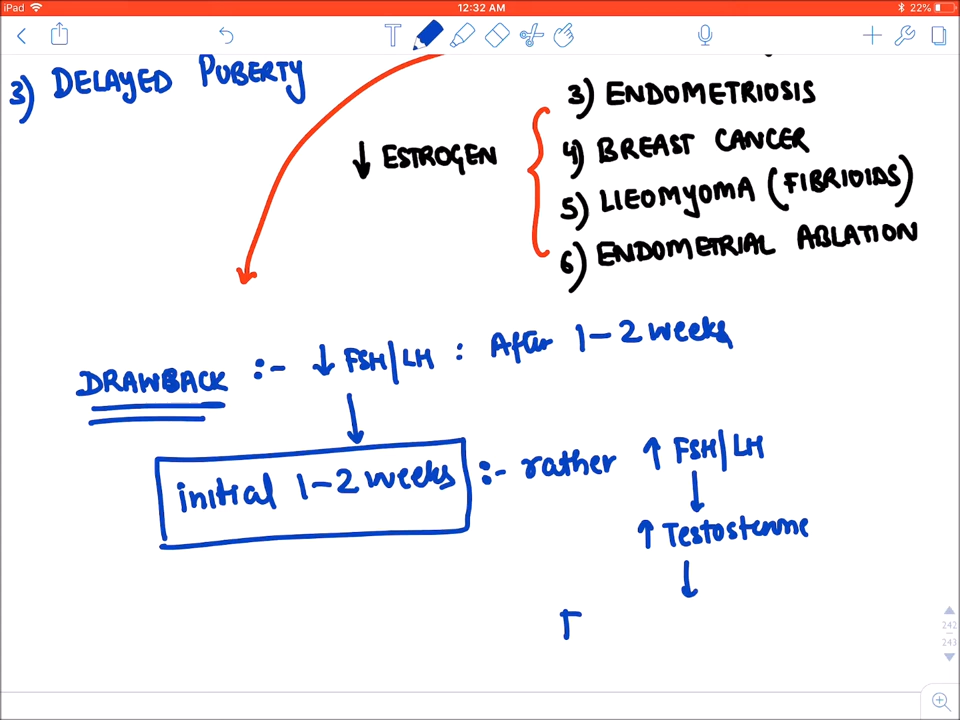 iPad 12:32 AM 22%
T
3) DELAYED PUBERTY
3) ENDOMETRIOSIS
↓ ESTROGEN
4) BREAST CANCER
5) LIEOMYOMA (FIBRIOIDS)
6) ENDOMETRIAL ABLATION
DRAWBACK :- ↓ FSH/LH : After 1-2 weeks
↓
initial 1-2 weeks :- rather ↑ FSH/LH
↓
↑ Testosterone
↓
242
243